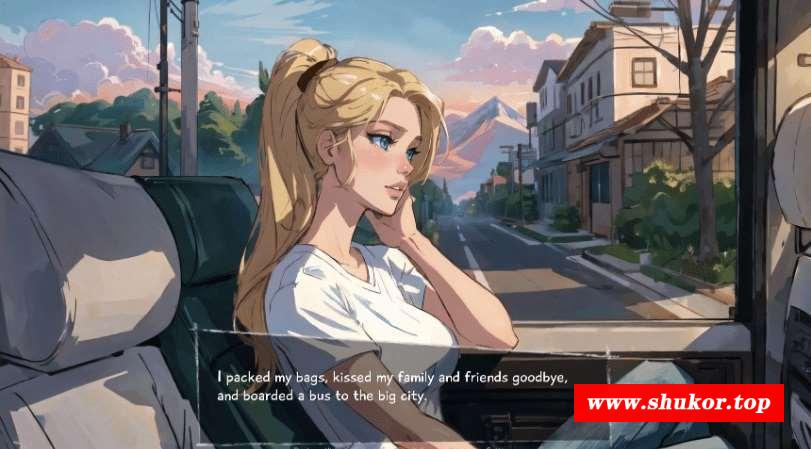 I packed my bags, kissed my family and friends goodbye,
and boarded a bus to the big city.
www.shukor.top